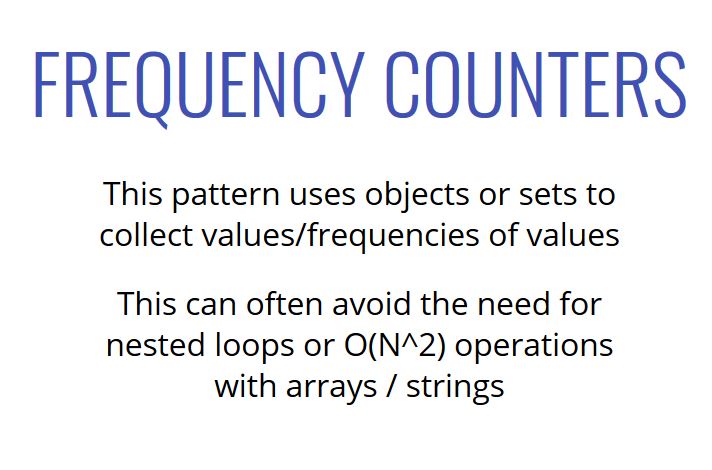 FREQUENCY COUNTERS
This pattern uses objects or sets to
collect values/frequencies of values
This can often avoid the need for
nested loops or O(N^2) operations
with arrays / strings